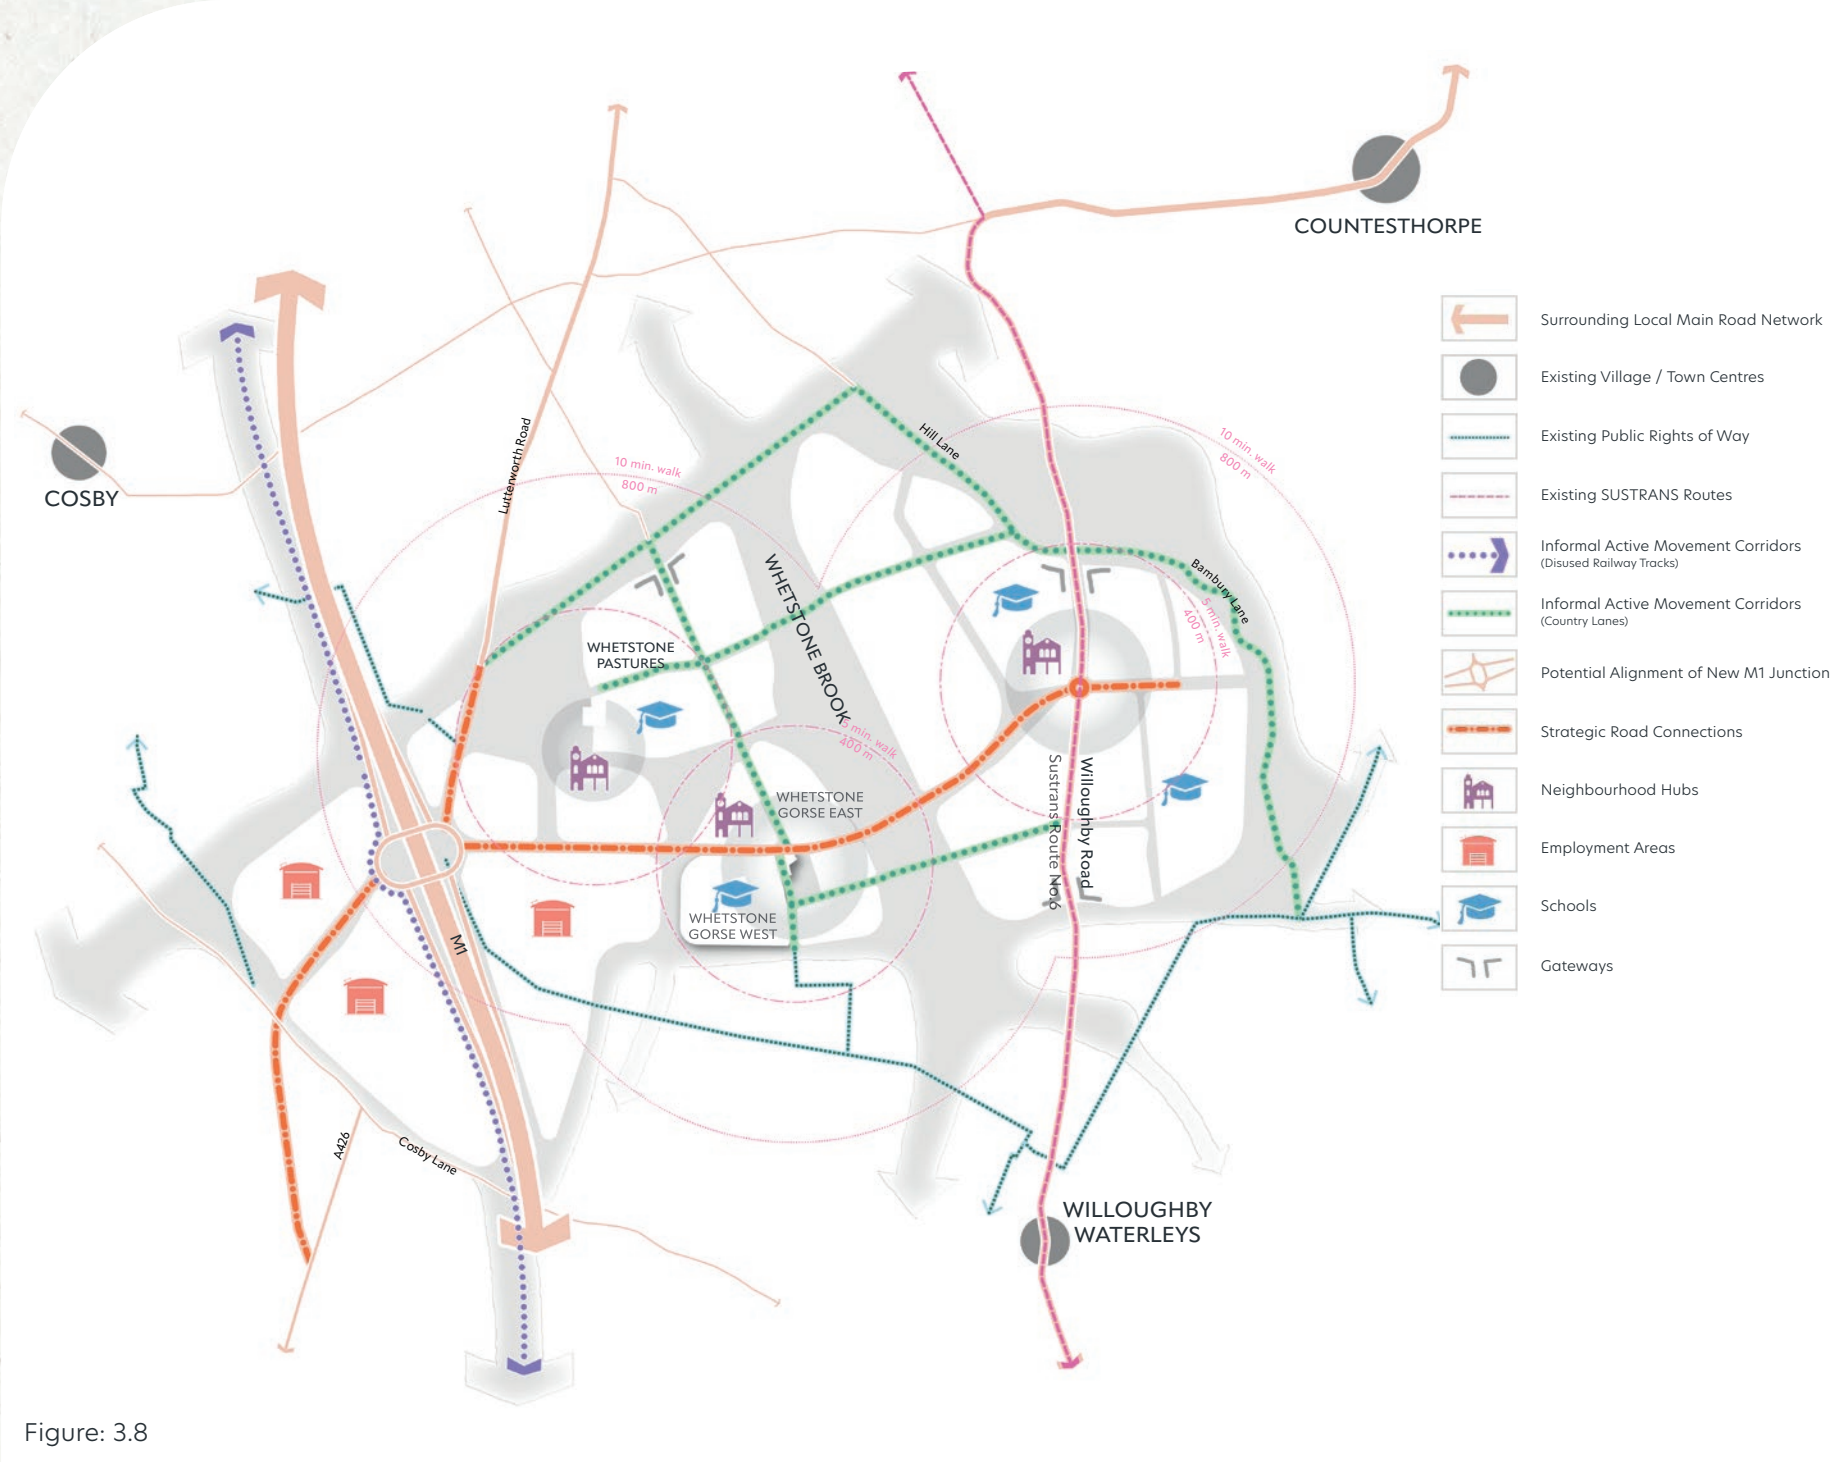 COUNTESTHORPE
COSBY
Lutterworth Road
10 min. walk
800 m
Hill Lane
10 min. walk
800 m
Bambury Lane
5 min. walk
400 m
WHETSTONE
PASTURES
WHETSTONE BROOK
5 min. walk
400 m
WHETSTONE
GORSE EAST
WHETSTONE
GORSE WEST
Willoughby Road
Sustrans Route No.6
M1
A426
Cosby Lane
WILLOUGHBY
WATERLEYS
Surrounding Local Main Road Network
Existing Village / Town Centres
Existing Public Rights of Way
Existing SUSTRANS Routes
Informal Active Movement Corridors
(Disused Railway Tracks)
Informal Active Movement Corridors
(Country Lanes)
Potential Alignment of New M1 Junction
Strategic Road Connections
Neighbourhood Hubs
Employment Areas
Schools
Gateways
Figure: 3.8